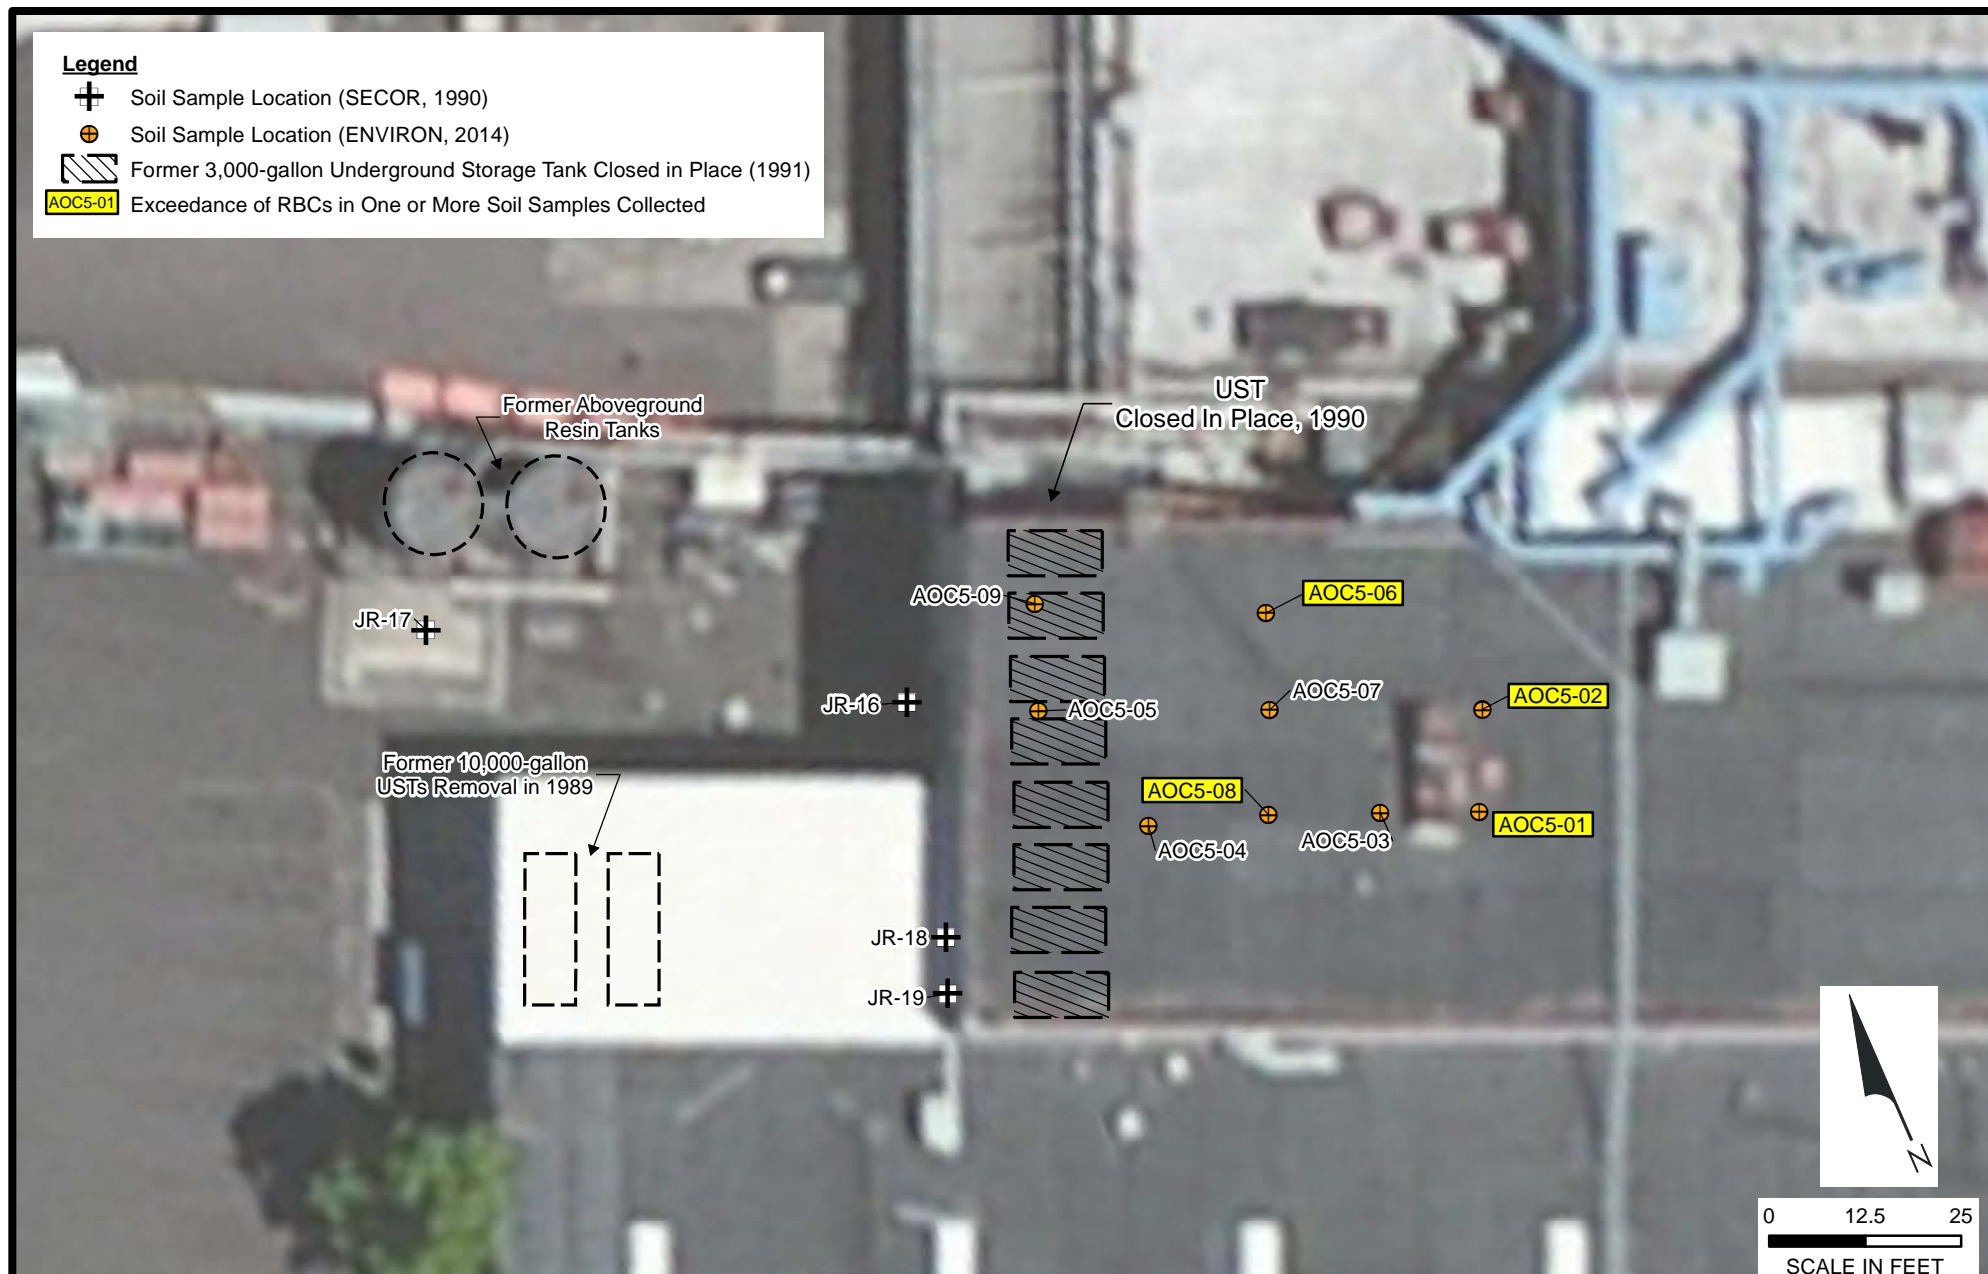 Legend
Soil Sample Location (SECOR, 1990)
Soil Sample Location (ENVIRON, 2014)
Former 3,000-gallon Underground Storage Tank Closed in Place (1991)
AOC5-01 Exceedance of RBCs in One or More Soil Samples Collected
Former Aboveground
Resin Tanks
UST
Closed In Place, 1990
AOC5-09
AOC5-06
JR-17
JR-16
AOC5-05
AOC5-07
AOC5-02
Former 10,000-gallon
USTs Removal in 1989
AOC5-08
AOC5-04
AOC5-03
AOC5-01
JR-18
JR-19
N
0 12.5 25
SCALE IN FEET